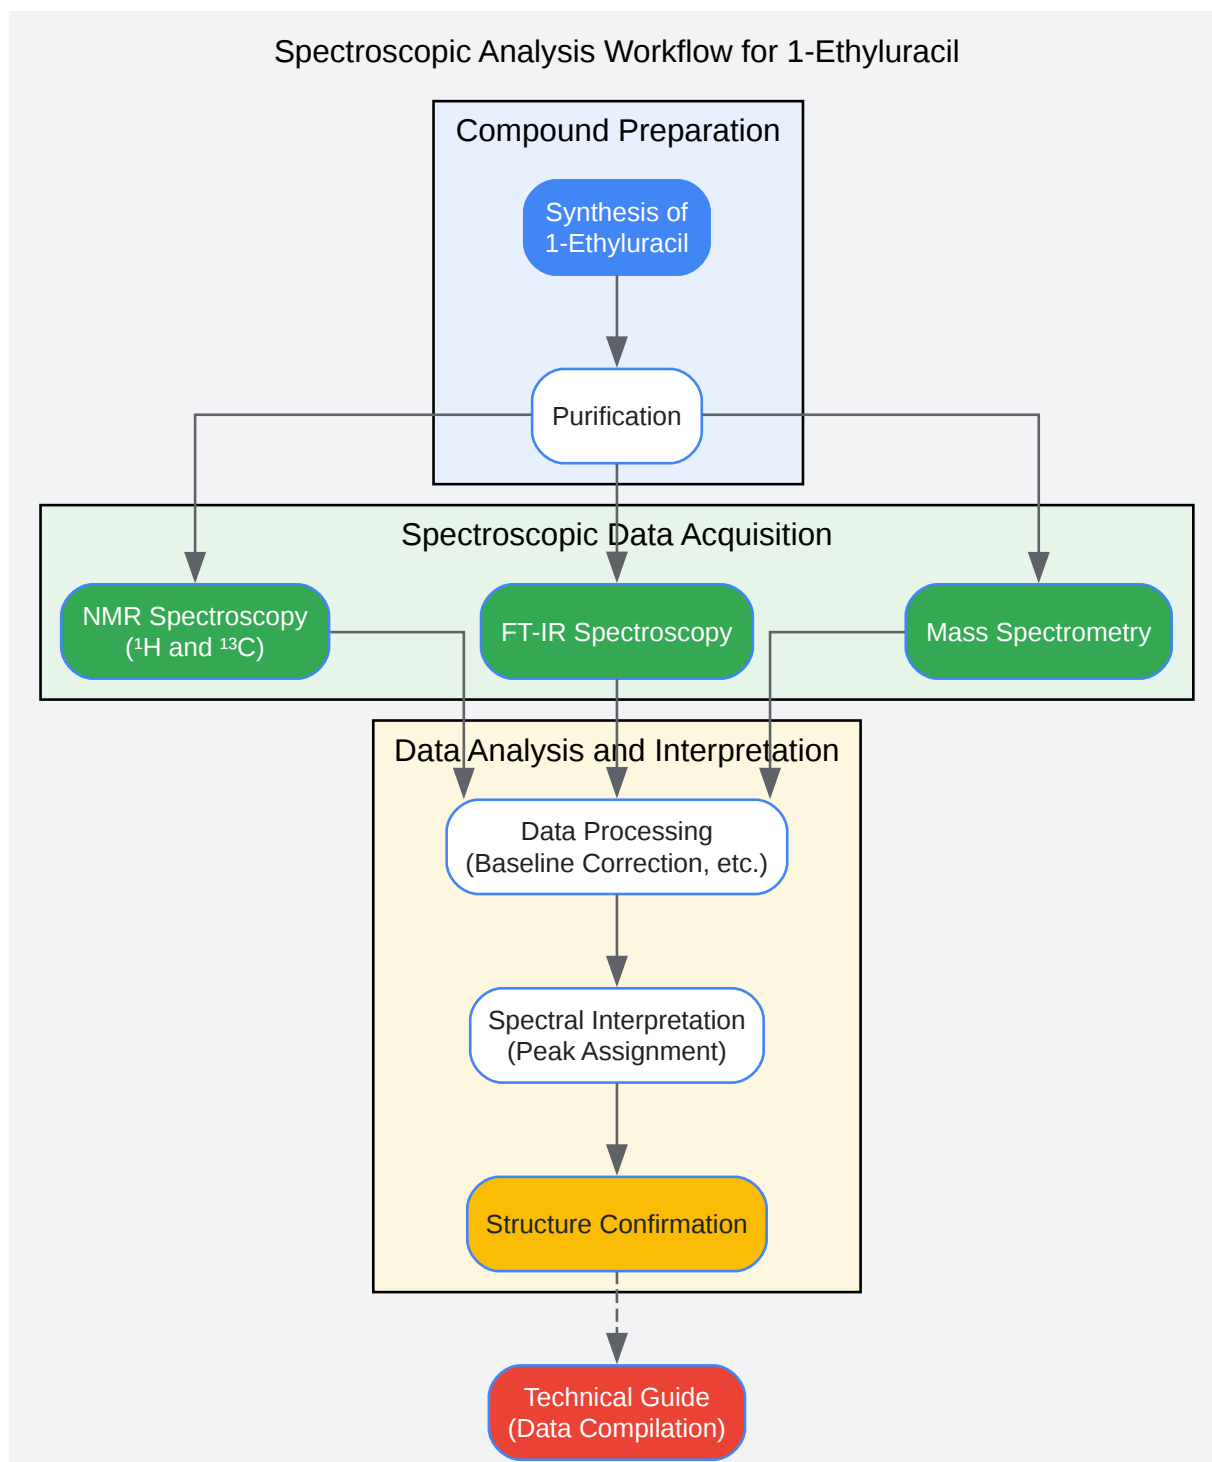 Spectroscopic Analysis Workflow for 1-Ethyluracil
Compound Preparation
Synthesis of
1-Ethyluracil
Purification
Spectroscopic Data Acquisition
NMR Spectroscopy
(¹H and ¹³C)
FT-IR Spectroscopy
Mass Spectrometry
Data Analysis and Interpretation
Data Processing
(Baseline Correction, etc.)
Spectral Interpretation
(Peak Assignment)
Structure Confirmation
Technical Guide
(Data Compilation)